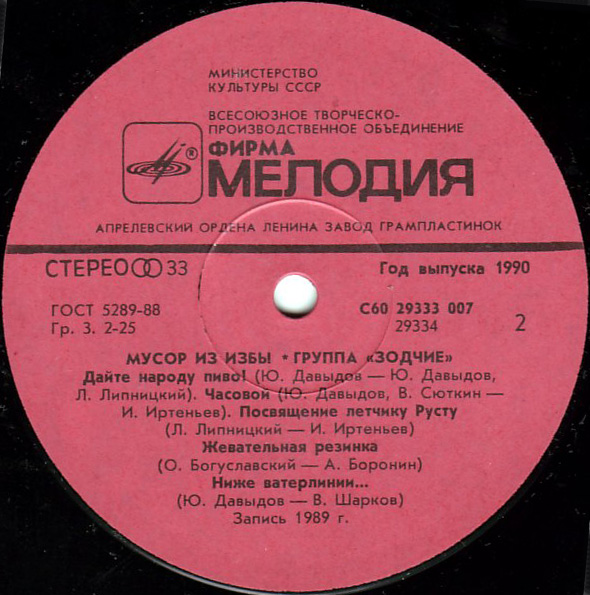 МИНИСТЕРСТВО
КУЛЬТУРЫ СССР
ВСЕСОЮЗНОЕ ТВОРЧЕСКО-
ПРОИЗВОДСТВЕННОЕ ОБЪЕДИНЕНИЕ
®
ФИРМА
МЕЛОДИЯ
АПРЕЛЕВСКИЙ ОРДЕНА ЛЕНИНА ЗАВОД ГРАМПЛАСТИНОК
СТЕРЕО 33
Год выпуска 1990
ГОСТ 5289-88
С60 29333 007
Гр. 3. 2-25
29334
2
МУСОР ИЗ ИЗБЫ * ГРУППА «ЗОДЧИЕ»
Дайте народу пиво! (Ю. Давыдов — Ю. Давыдов,
Л. Липницкий). Часовой (Ю. Давыдов, В. Сюткин —
И. Иртеньев). Посвящение летчику Русту
(Л. Липницкий — И. Иртеньев)
Жевательная резинка
(О. Богуславский — А. Боронин)
Ниже ватерлинии...
(Ю. Давыдов — В. Шарков)
Запись 1989 г.